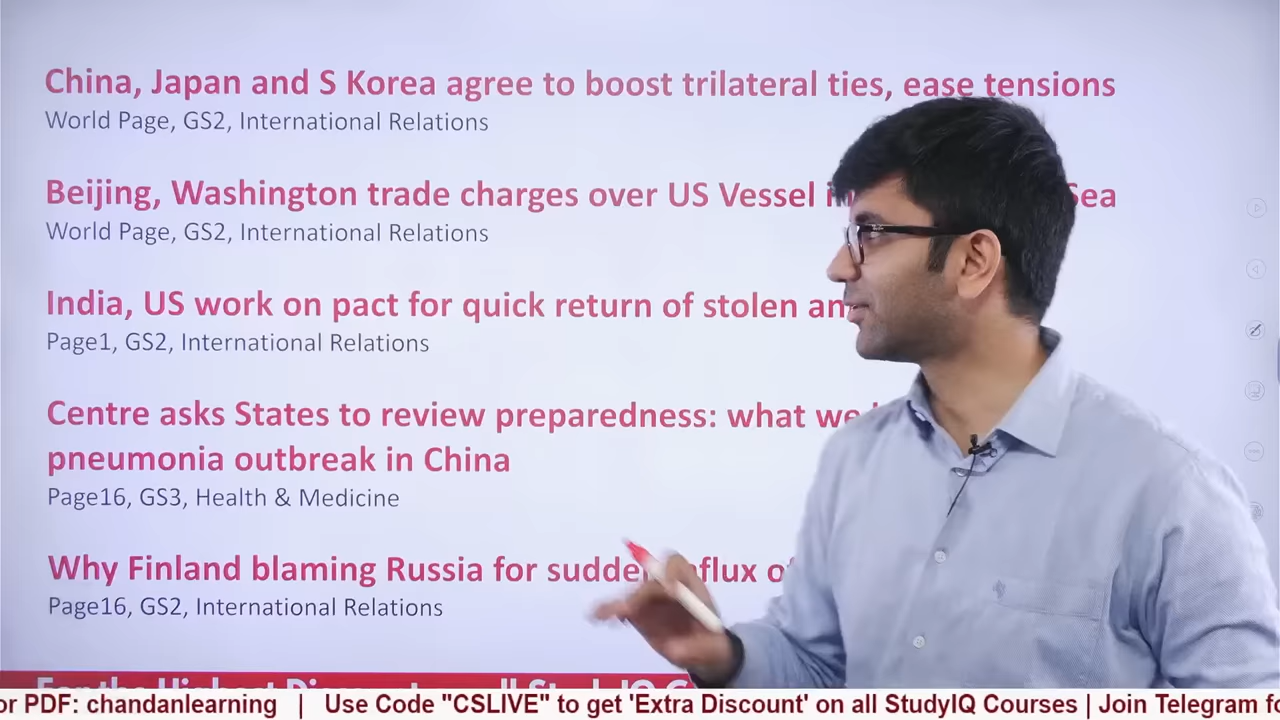 China, Japan and S Korea agree to boost trilateral ties, ease tensions
World Page, GS2, International Relations
Beijing, Washington trade charges over US Vessel Sea
World Page, GS2, International Relations
India, US work on pact for quick return of stolen
Page1, GS2, International Relations
Centre asks States to review preparedness: what we
pneumonia outbreak in China
Page16, GS3, Health & Medicine
Why Finland blaming Russia for sudden influx
Page16, GS2, International Relations
For the Highest
PDF: chandanlearning | Use Code "CSLIVE" to get 'Extra Discount' on all StudyIQ Courses | Join Telegram